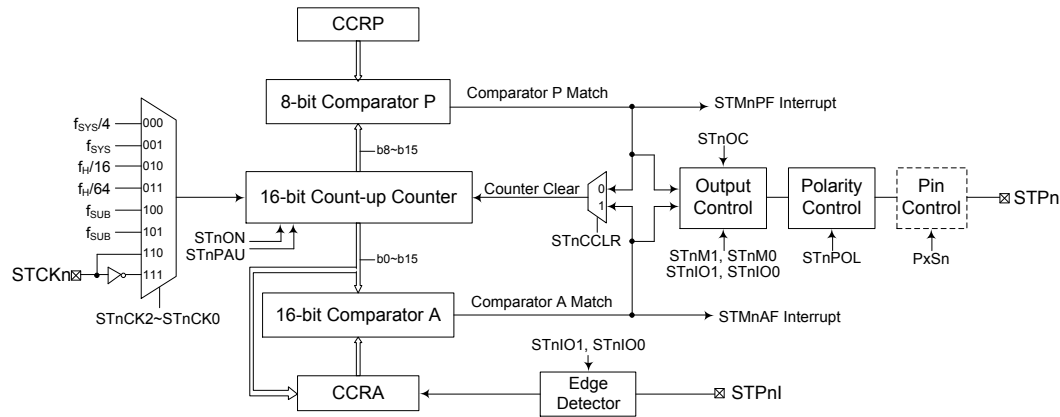 CCRP
8-bit Comparator P
Comparator P Match
STMnPF Interrupt
b8~b15
fSYS/4
000
fSYS
001
fH/16
010
fH/64
011
fSUB
100
fSUB
101
110
111
STCKn
STnCK2~STnCK0
16-bit Count-up Counter
STnON
STnPAU
Counter Clear
0
1
STnCCLR
STnOC
Output
Control
STnM1, STnM0
STnIO1, STnIO0
Polarity
Control
STnPOL
Pin
Control
PxSn
STPn
b0~b15
16-bit Comparator A
Comparator A Match
STMnAF Interrupt
STnIO1, STnIO0
CCRA
Edge
Detector
STPnI